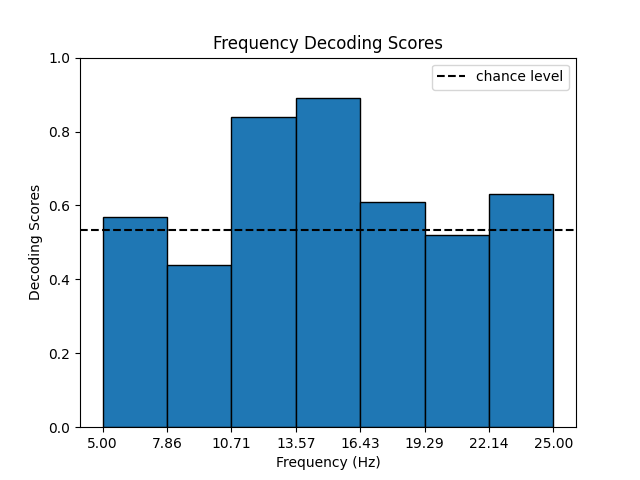 Frequency Decoding Scores
1.0
chance level
0.8
0.6
0.4
0.2
0.0
Decoding Scores
5.00 7.86 10.71 13.57 16.43 19.29 22.14 25.00
Frequency (Hz)